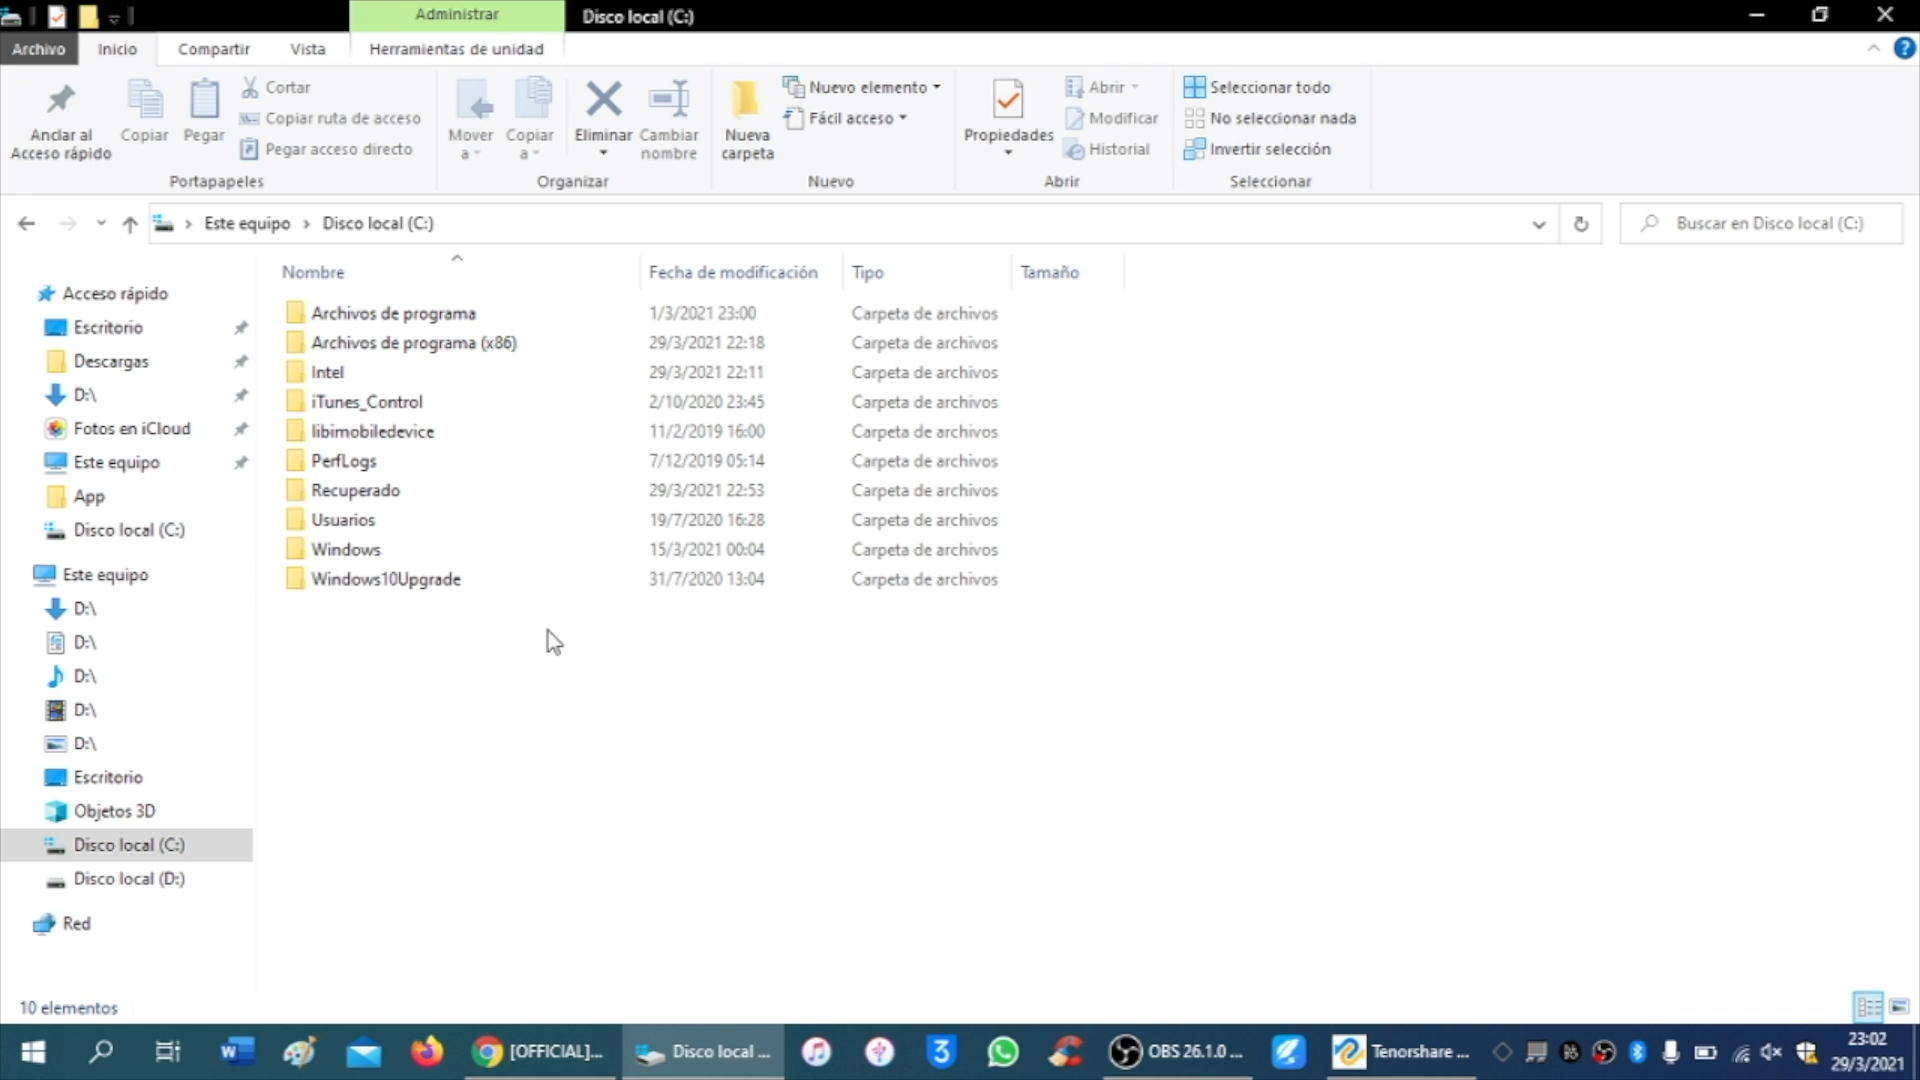 Administrar
Disco local (C:)
Archivo
Inicio
Compartir
Vista
Herramientas de unidad
Anclar al
Acceso rápido
Copiar
Pegar
Cortar
Copiar ruta de acceso
Pegar acceso directo
Portapapeles
Mover
a
Copiar
a
Eliminar
Cambiar
nombre
Organizar
Nueva
carpeta
Nuevo elemento
Fácil acceso
Nuevo
Propiedades
Abrir
Modificar
Historial
Abrir
Seleccionar todo
No seleccionar nada
Invertir selección
Seleccionar
Este equipo > Disco local (C:)
Buscar en Disco local (C:)
Acceso rápido
Escritorio
Descargas
D:\
Fotos en iCloud
Este equipo
App
Disco local (C:)
Este equipo
D:\
D:\
D:\
D:\
D:\
Escritorio
Objetos 3D
Disco local (C:)
Disco local (D:)
Red
Nombre Fecha de modificación Tipo Tamaño
Archivos de programa 1/3/2021 23:00 Carpeta de archivos
Archivos de programa (x86) 29/3/2021 22:18 Carpeta de archivos
Intel 29/3/2021 22:11 Carpeta de archivos
iTunes_Control 2/10/2020 23:45 Carpeta de archivos
libimobiledevice 11/2/2019 16:00 Carpeta de archivos
PerfLogs 7/12/2019 05:14 Carpeta de archivos
Recuperado 29/3/2021 22:53 Carpeta de archivos
Usuarios 19/7/2020 16:28 Carpeta de archivos
Windows 15/3/2021 00:04 Carpeta de archivos
Windows10Upgrade 31/7/2020 13:04 Carpeta de archivos
10 elementos
[OFFICIAL]...
Disco local ...
OBS 26.1.0 ...
Tenorshare ...
23:02
29/3/2021